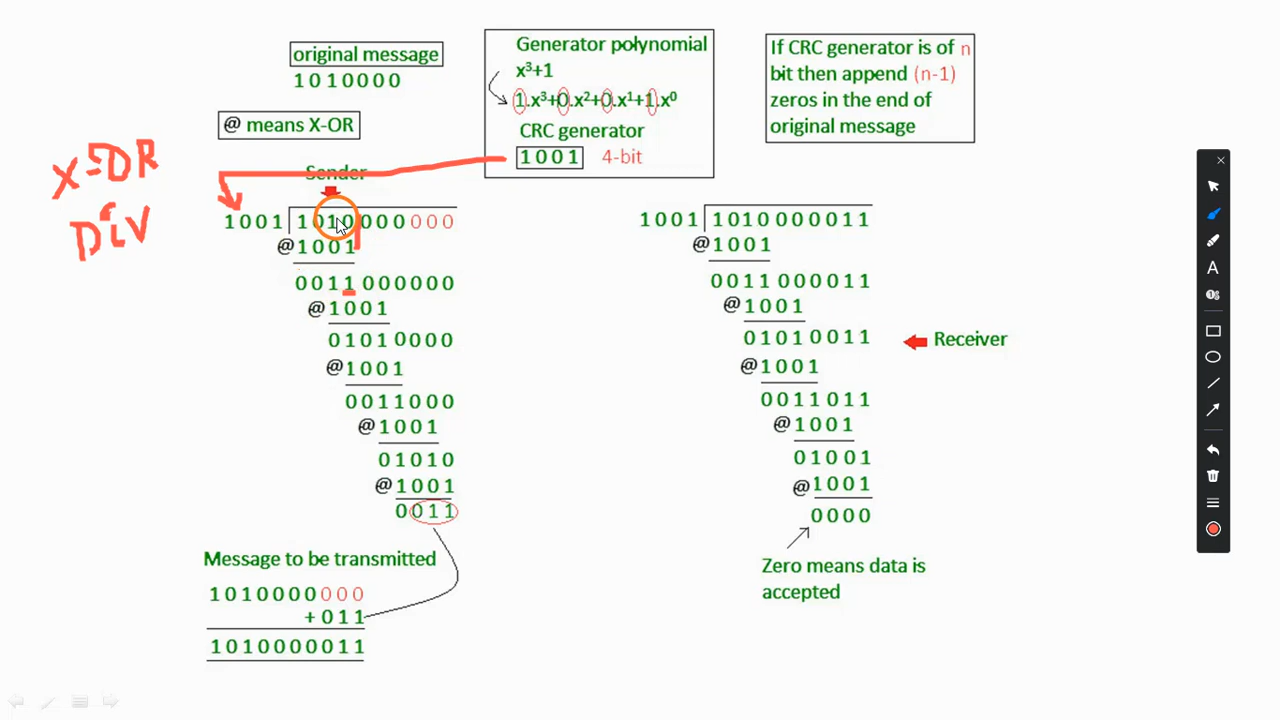 original message
1010000
@ means X-OR
Generator polynomial
x³+1
1.x³+0.x²+0.x¹+1.x⁰
CRC generator
1001 4-bit
If CRC generator is of n
bit then append (n-1)
zeros in the end of
original message
X-OR
Div
Sender
1001 1010000000
@1001
0011000000
@1001
01010000
@1001
0011000
@1001
01010
@1001
0011
Message to be transmitted
1010000000
+011
1010000011
1001 1010000011
@1001
0011000011
@1001
01010011
@1001
0011011
@1001
01001
@1001
0000
Receiver
Zero means data is
accepted
A